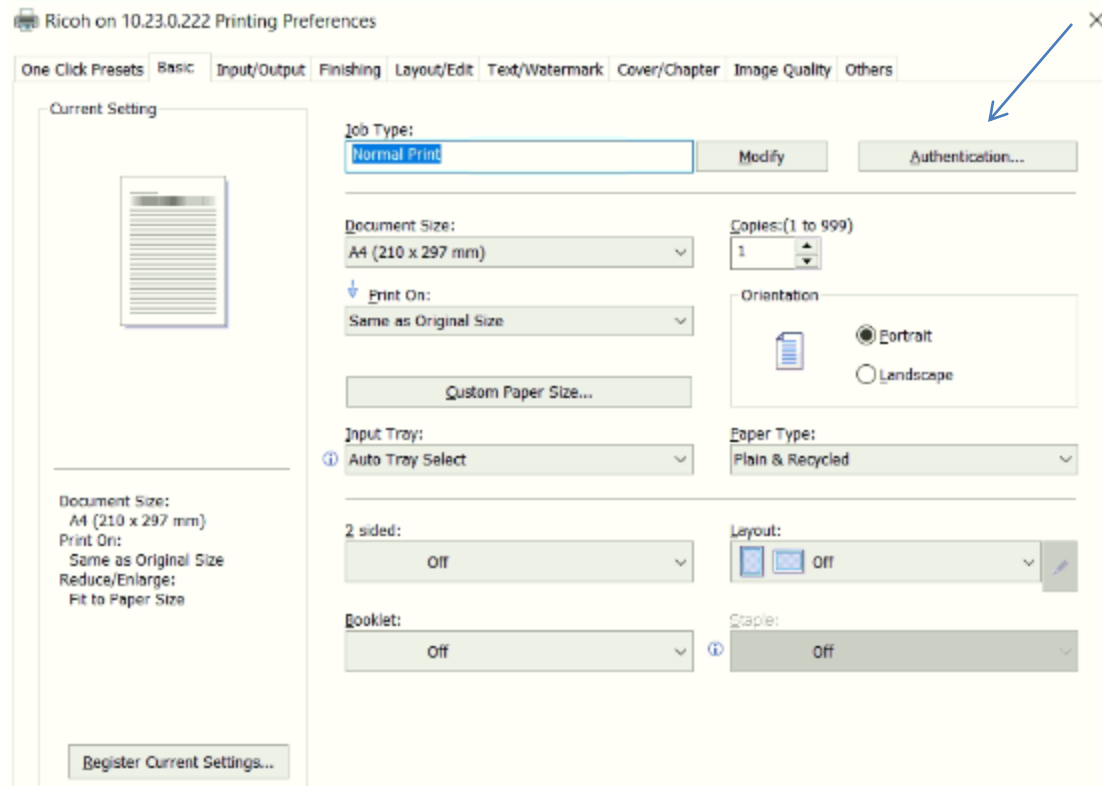 Ricoh on 10.23.0.222 Printing Preferences
One Click Presets Basic Input/Output Finishing Layout/Edit Text/Watermark Cover/Chapter Image Quality Others
Current Setting
Job Type:
Normal Print Modify Authentication...
Document Size: Copies:(1 to 999)
A4 (210 x 297 mm) 1
Print On: Orientation
Same as Original Size Portrait
Landscape
Custom Paper Size...
Input Tray: Paper Type:
Auto Tray Select Plain & Recycled
Document Size:
A4 (210 x 297 mm)
Print On:
Same as Original Size
Reduce/Enlarge:
Fit to Paper Size
2 sided: Layout:
Off Off
Booklet: Staple:
Off Off
Register Current Settings...